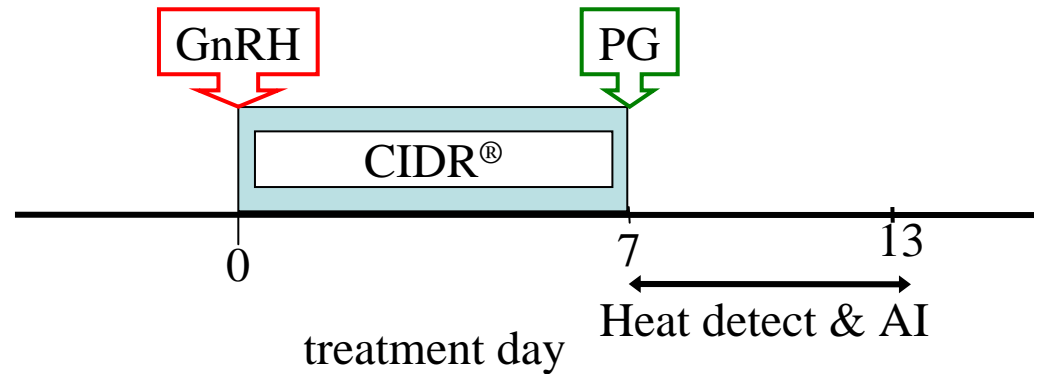 GnRH
PG
CIDR®
0
7
13
Heat detect & AI
treatment day